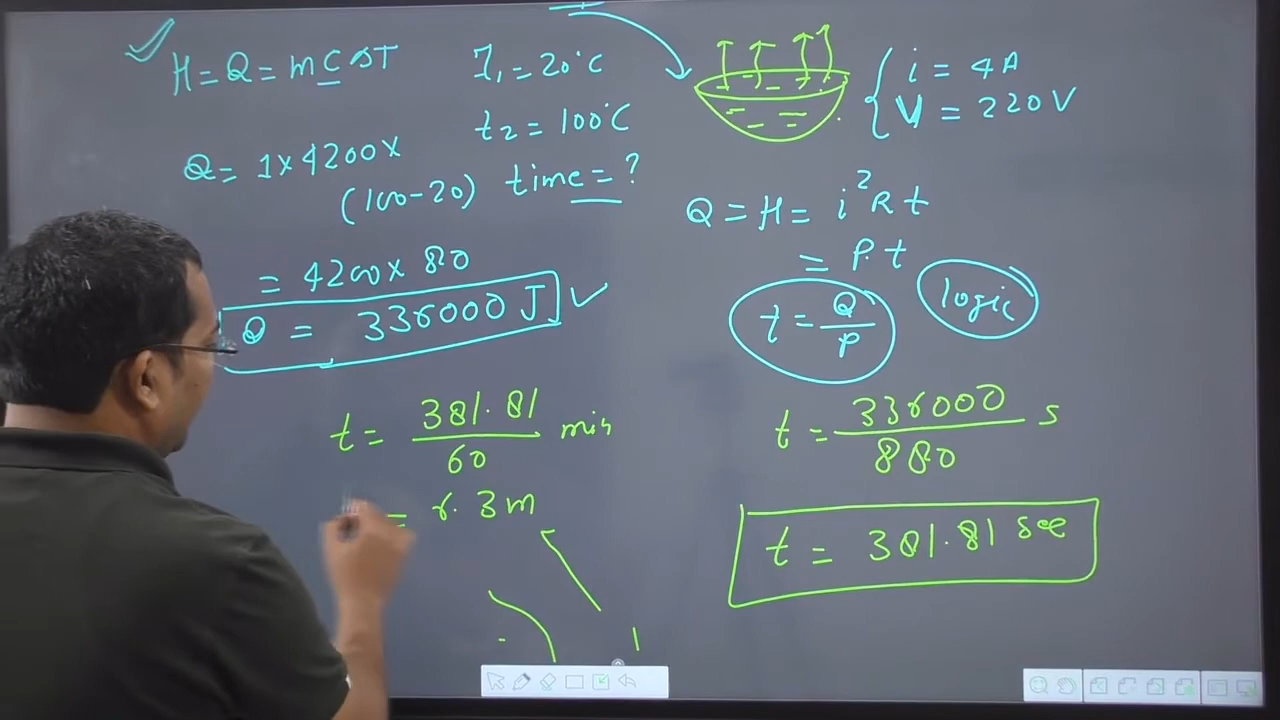 H = Q = mCΔT
T₁ = 20°C
t₂ = 100°C
time = ?
Q = 1×4200×
(100-20)
= 4200×80
Q = 336000 J
i = 4A
V = 220V
Q = H = i²Rt
= P.t
t = Q/P
logic
t = 336000/880 s
t = 381.81 sec
t = 381.81/60 min
= 6.3m